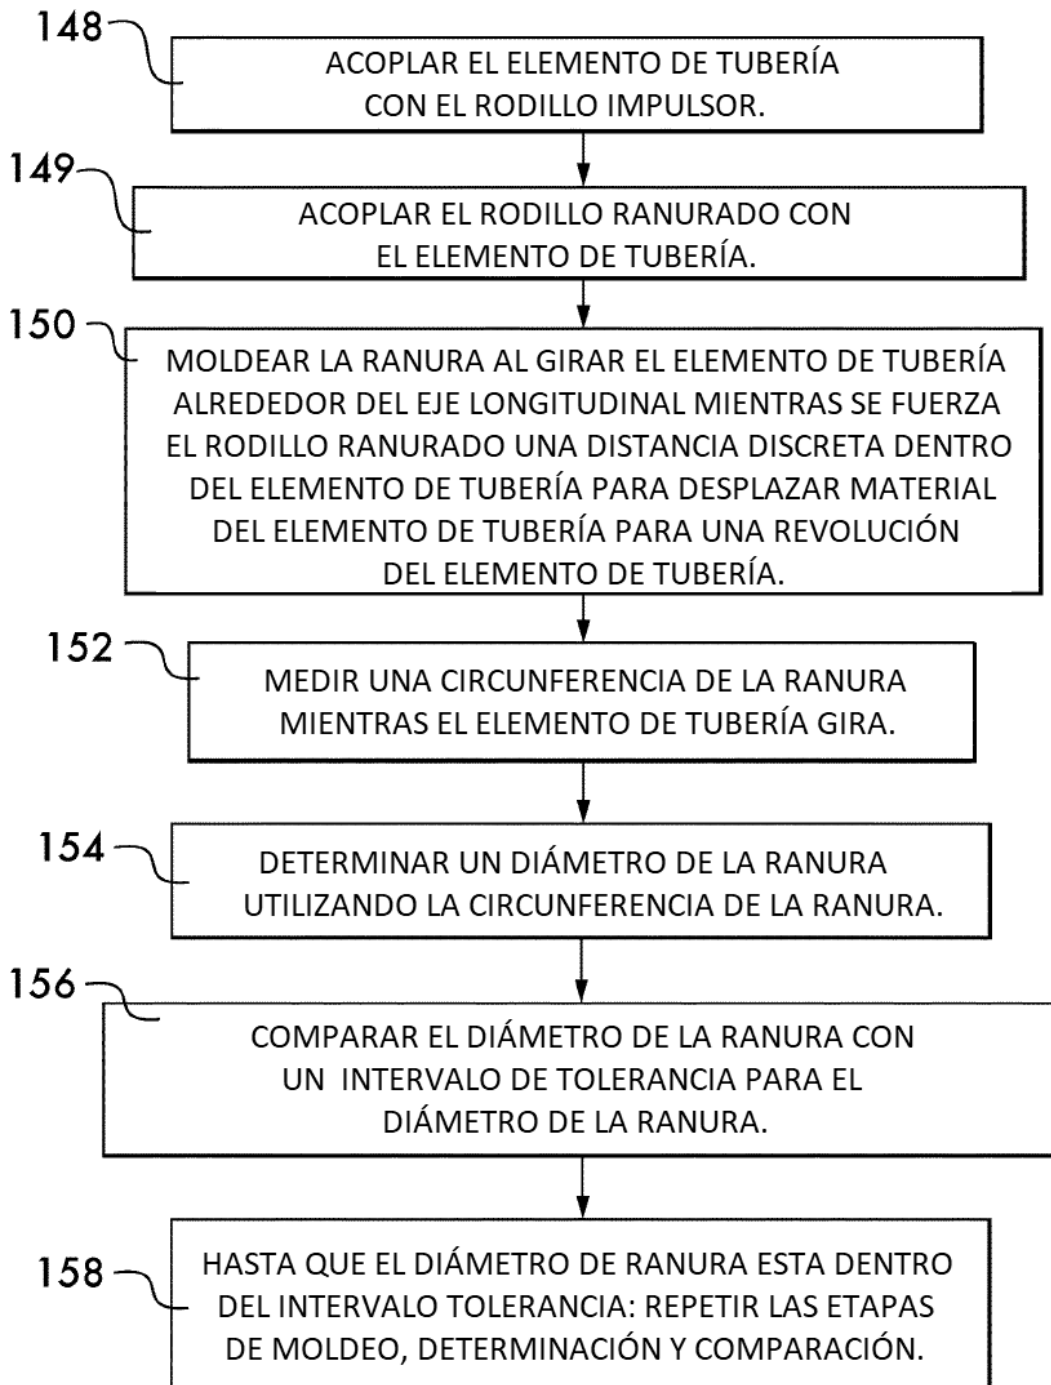 148
ACOPLAR EL ELEMENTO DE TUBERÍA
CON EL RODILLO IMPULSOR.
149
ACOPLAR EL RODILLO RANURADO CON
EL ELEMENTO DE TUBERÍA.
150
MOLDEAR LA RANURA AL GIRAR EL ELEMENTO DE TUBERÍA
ALREDEDOR DEL EJE LONGITUDINAL MIENTRAS SE FUERZA
EL RODILLO RANURADO UNA DISTANCIA DISCRETA DENTRO
DEL ELEMENTO DE TUBERÍA PARA DESPLAZAR MATERIAL
DEL ELEMENTO DE TUBERÍA PARA UNA REVOLUCIÓN
DEL ELEMENTO DE TUBERÍA.
152
MEDIR UNA CIRCUNFERENCIA DE LA RANURA
MIENTRAS EL ELEMENTO DE TUBERÍA GIRA.
154
DETERMINAR UN DIÁMETRO DE LA RANURA
UTILIZANDO LA CIRCUNFERENCIA DE LA RANURA.
156
COMPARAR EL DIÁMETRO DE LA RANURA CON
UN INTERVALO DE TOLERANCIA PARA EL
DIÁMETRO DE LA RANURA.
158
HASTA QUE EL DIÁMETRO DE RANURA ESTA DENTRO
DEL INTERVALO TOLERANCIA: REPETIR LAS ETAPAS
DE MOLDEO, DETERMINACIÓN Y COMPARACIÓN.